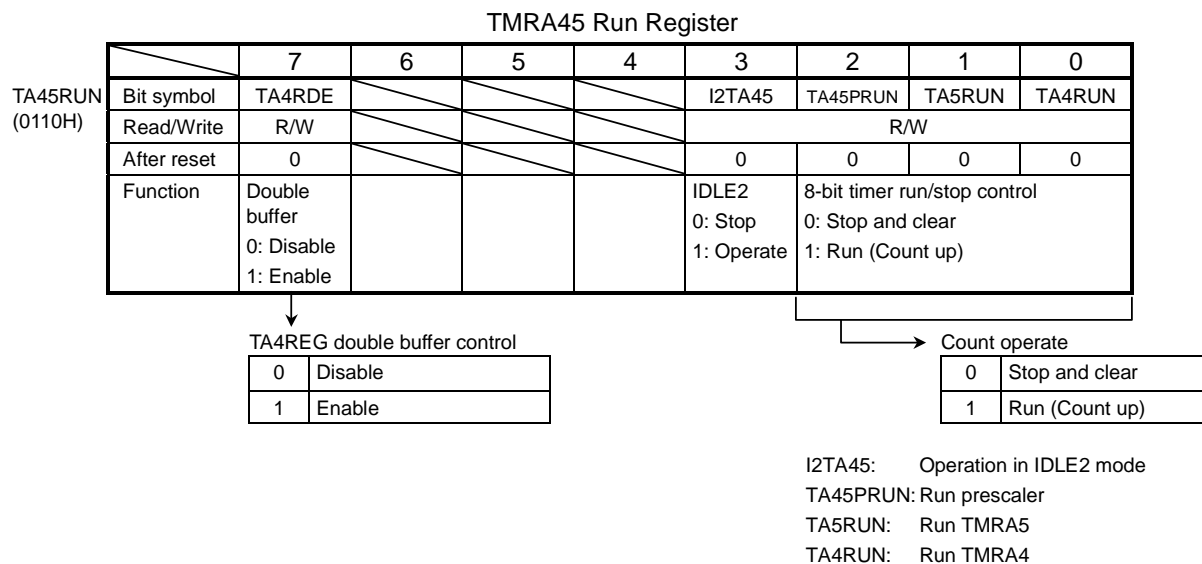 TMRA45 Run Register
7 6 5 4 3 2 1 0
TA45RUN Bit symbol TA4RDE I2TA45 TA45PRUN TA5RUN TA4RUN
(0110H) Read/Write R/W R/W
After reset 0 0 0 0 0
Function Double IDLE2 8-bit timer run/stop control
buffer 0: Stop 0: Stop and clear
0: Disable 1: Operate 1: Run (Count up)
1: Enable
TA4REG double buffer control Count operate
0 Disable 0 Stop and clear
1 Enable 1 Run (Count up)
I2TA45: Operation in IDLE2 mode
TA45PRUN: Run prescaler
TA5RUN: Run TMRA5
TA4RUN: Run TMRA4